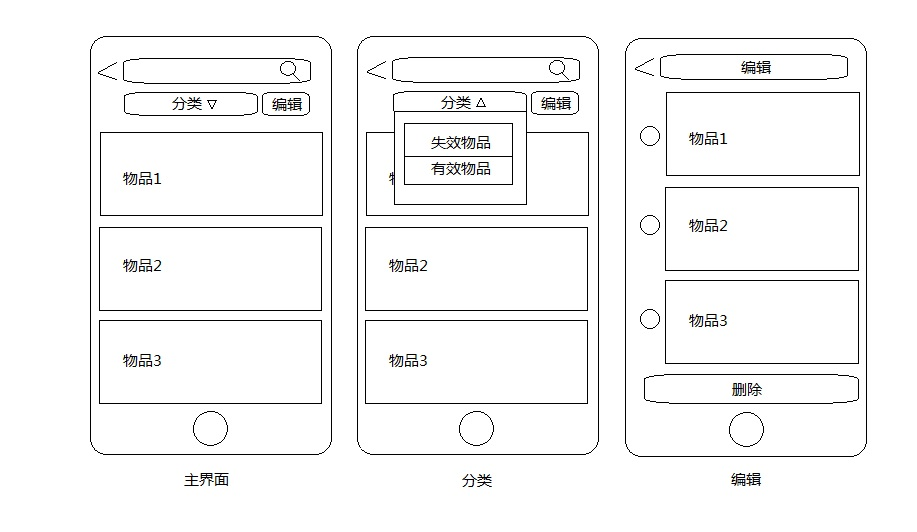 分类 编辑
物品1
物品2
物品3
主界面
分类 编辑
失效物品
有效物品
物品2
物品3
分类
编辑
物品1
物品2
物品3
删除
编辑